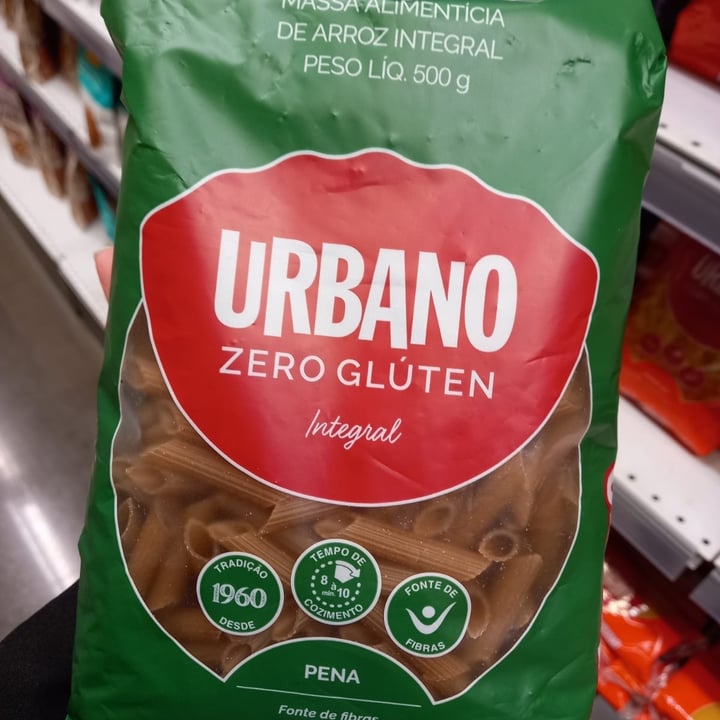 MASSA ALIMENTÍCIA
DE ARROZ INTEGRAL
PESO LÍQ. 500 g
URBANO
ZERO GLÚTEN
Integral
TRADIÇÃO
1960
DESDE
TEMPO DE
8 à 10
min.
COZIMENTO
FONTE DE
FIBRAS
PENA
Fonte de fibras
URBANO